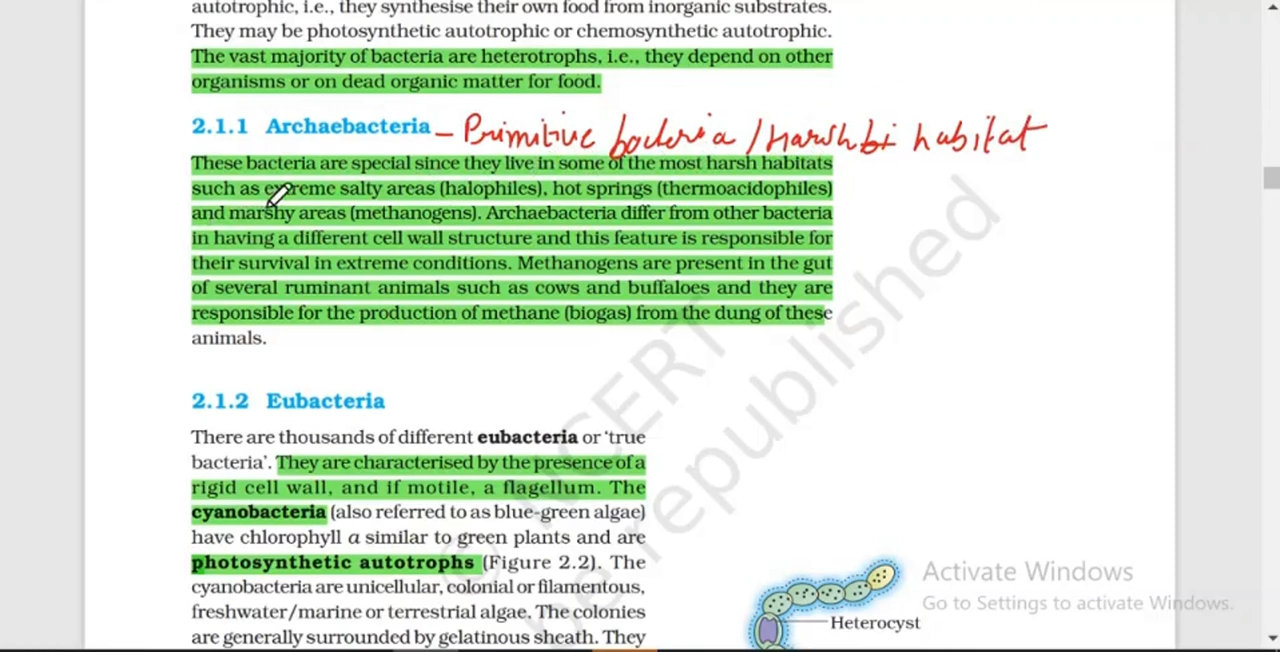 autotrophic, i.e., they synthesise their own food from inorganic substrates.
They may be photosynthetic autotrophic or chemosynthetic autotrophic.
The vast majority of bacteria are heterotrophs, i.e., they depend on other
organisms or on dead organic matter for food.
2.1.1 Archaebacteria – Primitive bacteria / Harsh habitat
These bacteria are special since they live in some of the most harsh habitats
such as extreme salty areas (halophiles), hot springs (thermoacidophiles)
and marshy areas (methanogens). Archaebacteria differ from other bacteria
in having a different cell wall structure and this feature is responsible for
their survival in extreme conditions. Methanogens are present in the gut
of several ruminant animals such as cows and buffaloes and they are
responsible for the production of methane (biogas) from the dung of these
animals.
2.1.2 Eubacteria
There are thousands of different eubacteria or ‘true
bacteria’. They are characterised by the presence of a
rigid cell wall, and if motile, a flagellum. The
cyanobacteria (also referred to as blue-green algae)
have chlorophyll a similar to green plants and are
photosynthetic autotrophs (Figure 2.2). The
cyanobacteria are unicellular, colonial or filamentous,
freshwater/marine or terrestrial algae. The colonies
are generally surrounded by gelatinous sheath. They
Heterocyst
© NCERT
be republished
Activate Windows
Go to Settings to activate Windows.